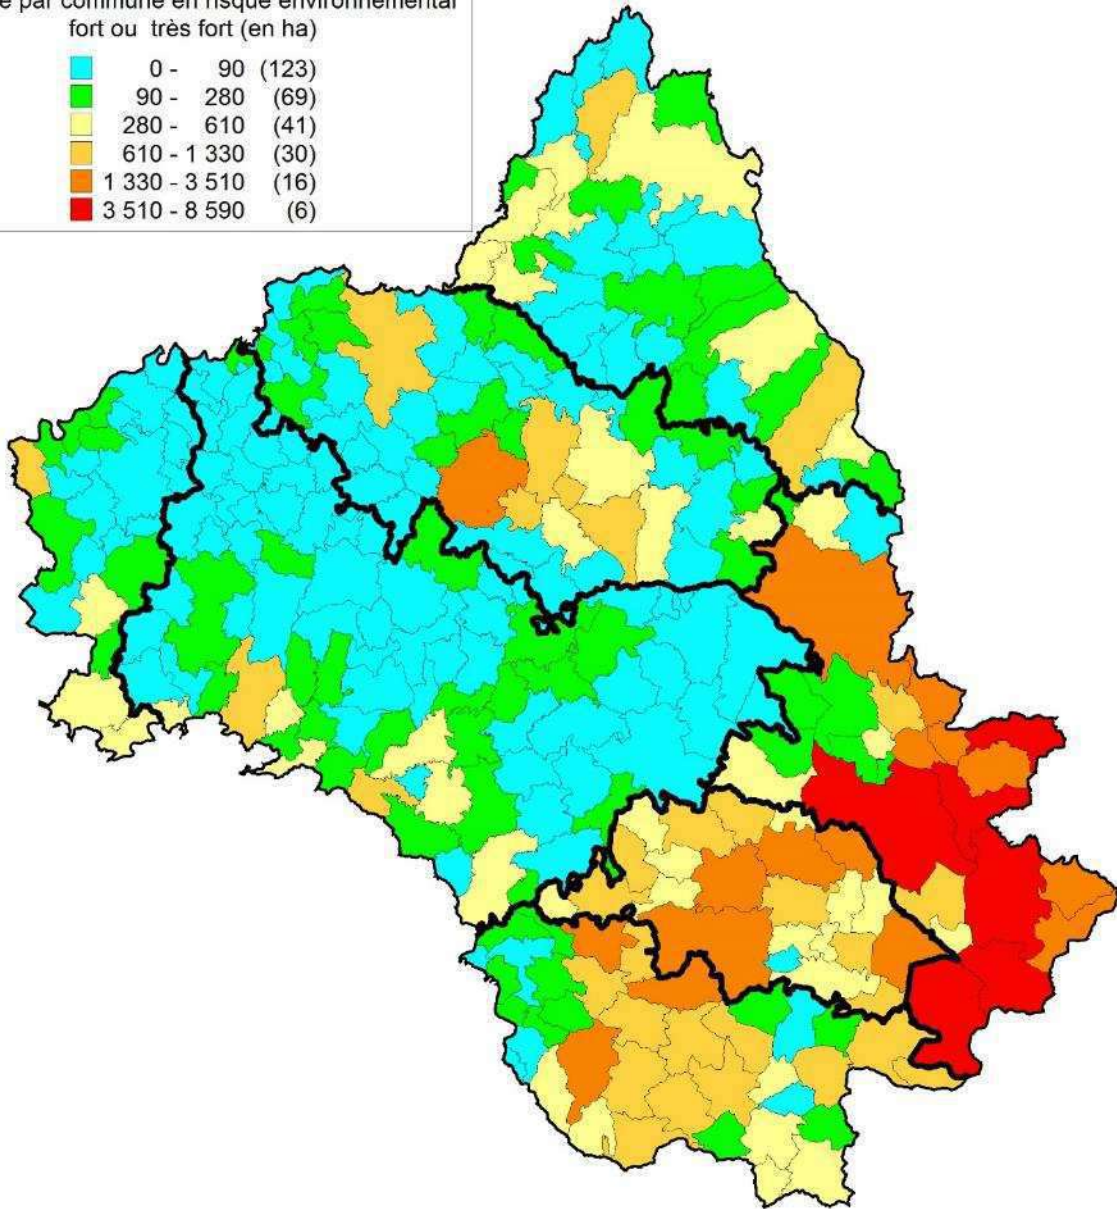 par commune en risque environnemental
fort ou très fort (en ha)
0 - 90 (123)
90 - 280 (69)
280 - 610 (41)
610 - 1 330 (30)
1 330 - 3 510 (16)
3 510 - 8 590 (6)